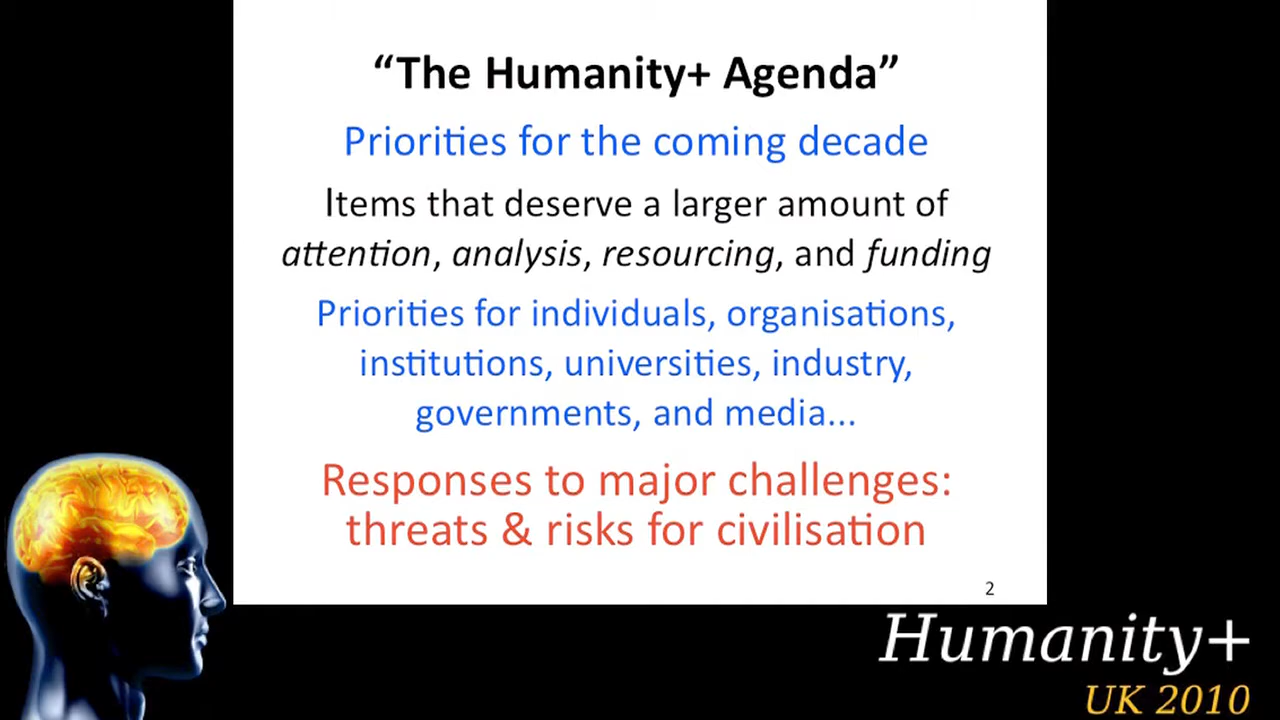 “The Humanity+ Agenda”
Priorities for the coming decade
Items that deserve a larger amount of
attention, analysis, resourcing, and funding
Priorities for individuals, organisations,
institutions, universities, industry,
governments, and media...
Responses to major challenges:
threats & risks for civilisation
2
Humanity+
UK 2010